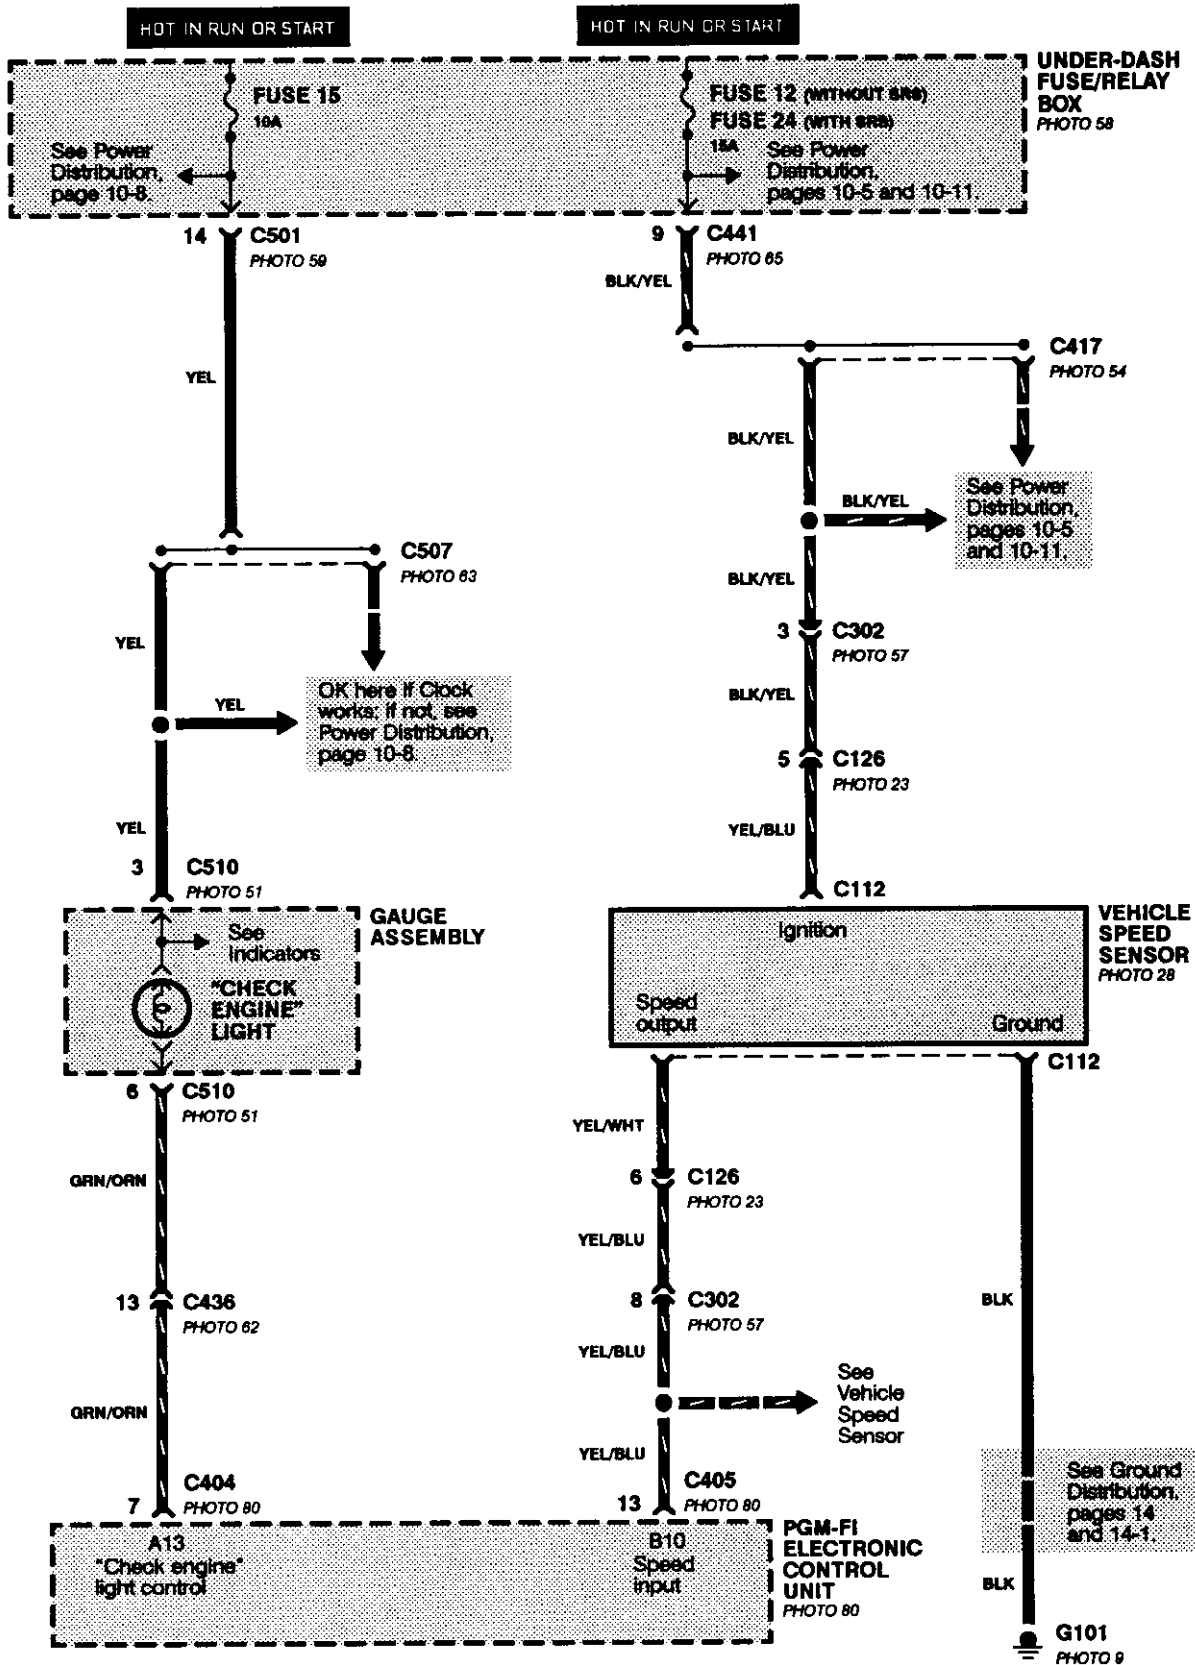 HOT IN RUN OR START
HOT IN RUN OR START
UNDER-DASH
FUSE/RELAY
BOX
PHOTO 58
FUSE 15
10A
See Power
Distribution,
page 10-8.
FUSE 12 (WITHOUT SRS)
FUSE 24 (WITH SRS)
15A
See Power
Distribution,
pages 10-5 and 10-11.
14
C501
PHOTO 59
9
C441
PHOTO 65
BLK/YEL
C417
PHOTO 54
YEL
BLK/YEL
BLK/YEL
See Power
Distribution,
pages 10-5
and 10-11.
C507
PHOTO 63
BLK/YEL
YEL
3
C302
PHOTO 57
YEL
OK here if Clock
works; if not, see
Power Distribution,
page 10-8.
BLK/YEL
5
C126
PHOTO 23
YEL
YEL/BLU
3
C510
PHOTO 51
C112
GAUGE
ASSEMBLY
See
Indicators
"CHECK
ENGINE"
LIGHT
Ignition
VEHICLE
SPEED
SENSOR
PHOTO 28
Speed
output
Ground
6
C510
PHOTO 51
C112
YEL/WHT
GRN/ORN
6
C126
PHOTO 23
YEL/BLU
13
C436
PHOTO 62
8
C302
PHOTO 57
BLK
YEL/BLU
See
Vehicle
Speed
Sensor
GRN/ORN
YEL/BLU
See Ground
Distribution,
pages 14
and 14-1.
7
C404
PHOTO 80
13
C405
PHOTO 80
A13
"Check engine"
light control
B10
Speed
input
PGM-FI
ELECTRONIC
CONTROL
UNIT
PHOTO 80
BLK
G101
PHOTO 9